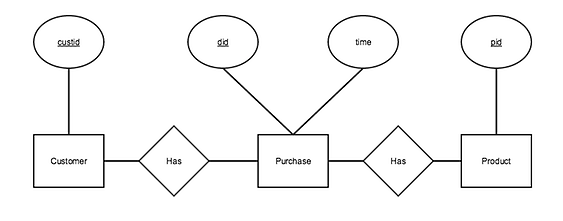 custid
did
time
pid
Customer
Has
Purchase
Has
Product